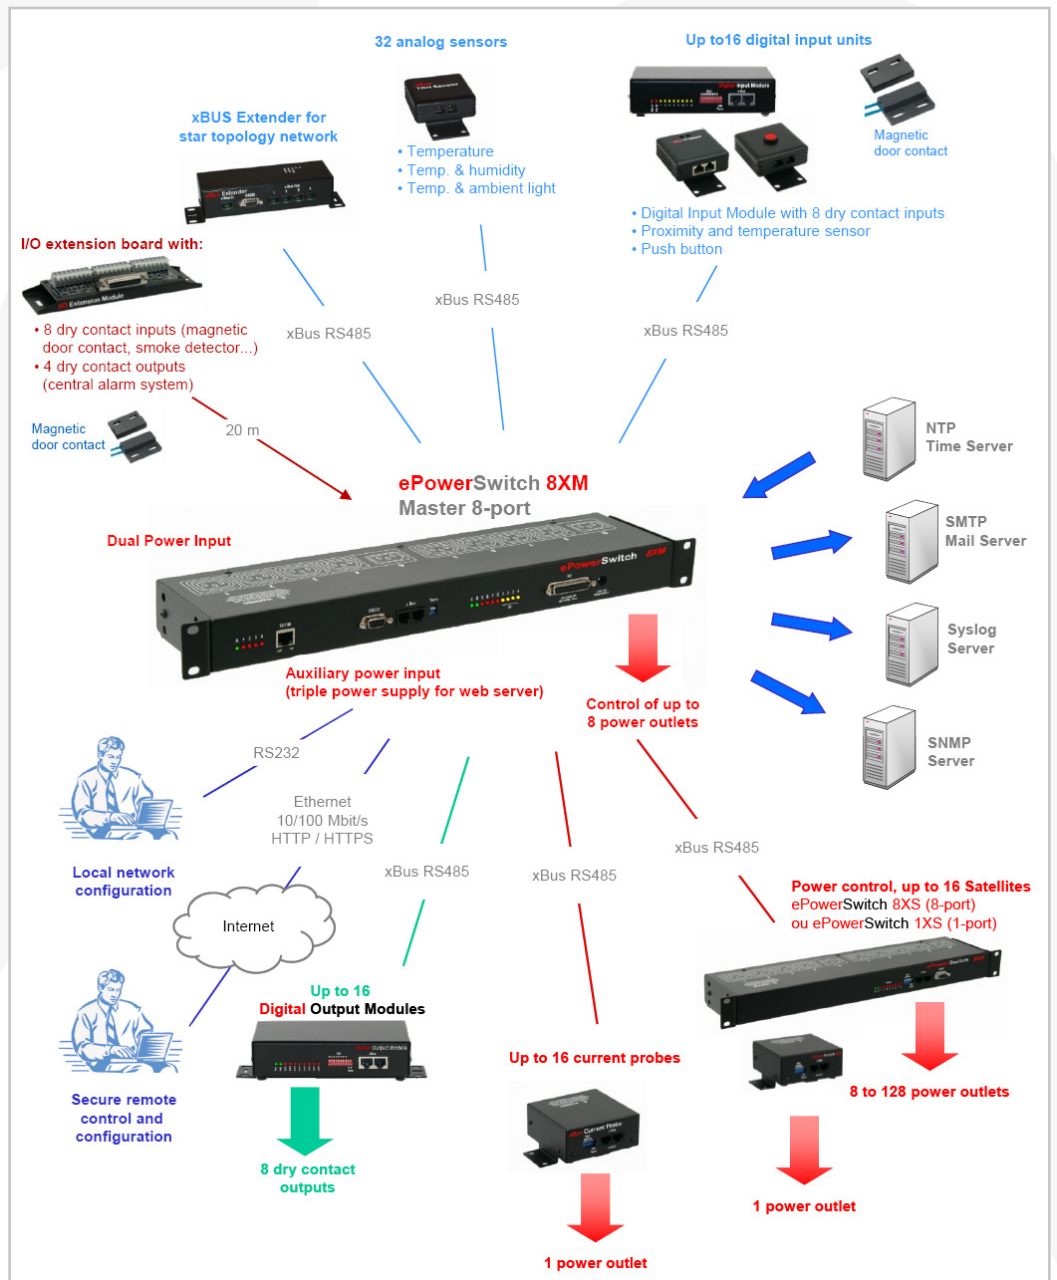 32 analog sensors
Up to16 digital input units
xBUS Extender for
star topology network
• Temperature
• Temp. & humidity
• Temp. & ambient light
Magnetic
door contact
• Digital Input Module with 8 dry contact inputs
• Proximity and temperature sensor
• Push button
I/O extension board with:
I/O Extension Module
• 8 dry contact inputs (magnetic
door contact, smoke detector...)
• 4 dry contact outputs
(central alarm system)
xBus RS485
xBus RS485
xBus RS485
Magnetic
door contact
20 m
NTP
Time Server
ePowerSwitch 8XM
Master 8-port
SMTP
Mail Server
Dual Power Input
ePowerSwitch 8XM
Syslog
Server
Auxiliary power input
(triple power supply for web server)
Control of up to
8 power outlets
SNMP
Server
RS232
Ethernet
10/100 Mbit/s
HTTP / HTTPS
Local network
configuration
xBus RS485
xBus RS485
xBus RS485
Internet
Power control, up to 16 Satellites
ePowerSwitch 8XS (8-port)
ou ePowerSwitch 1XS (1-port)
Up to 16
Digital Output Modules
Up to 16 current probes
8 to 128 power outlets
Secure remote
control and
configuration
xBus Current Probe
8 dry contact
outputs
1 power outlet
1 power outlet